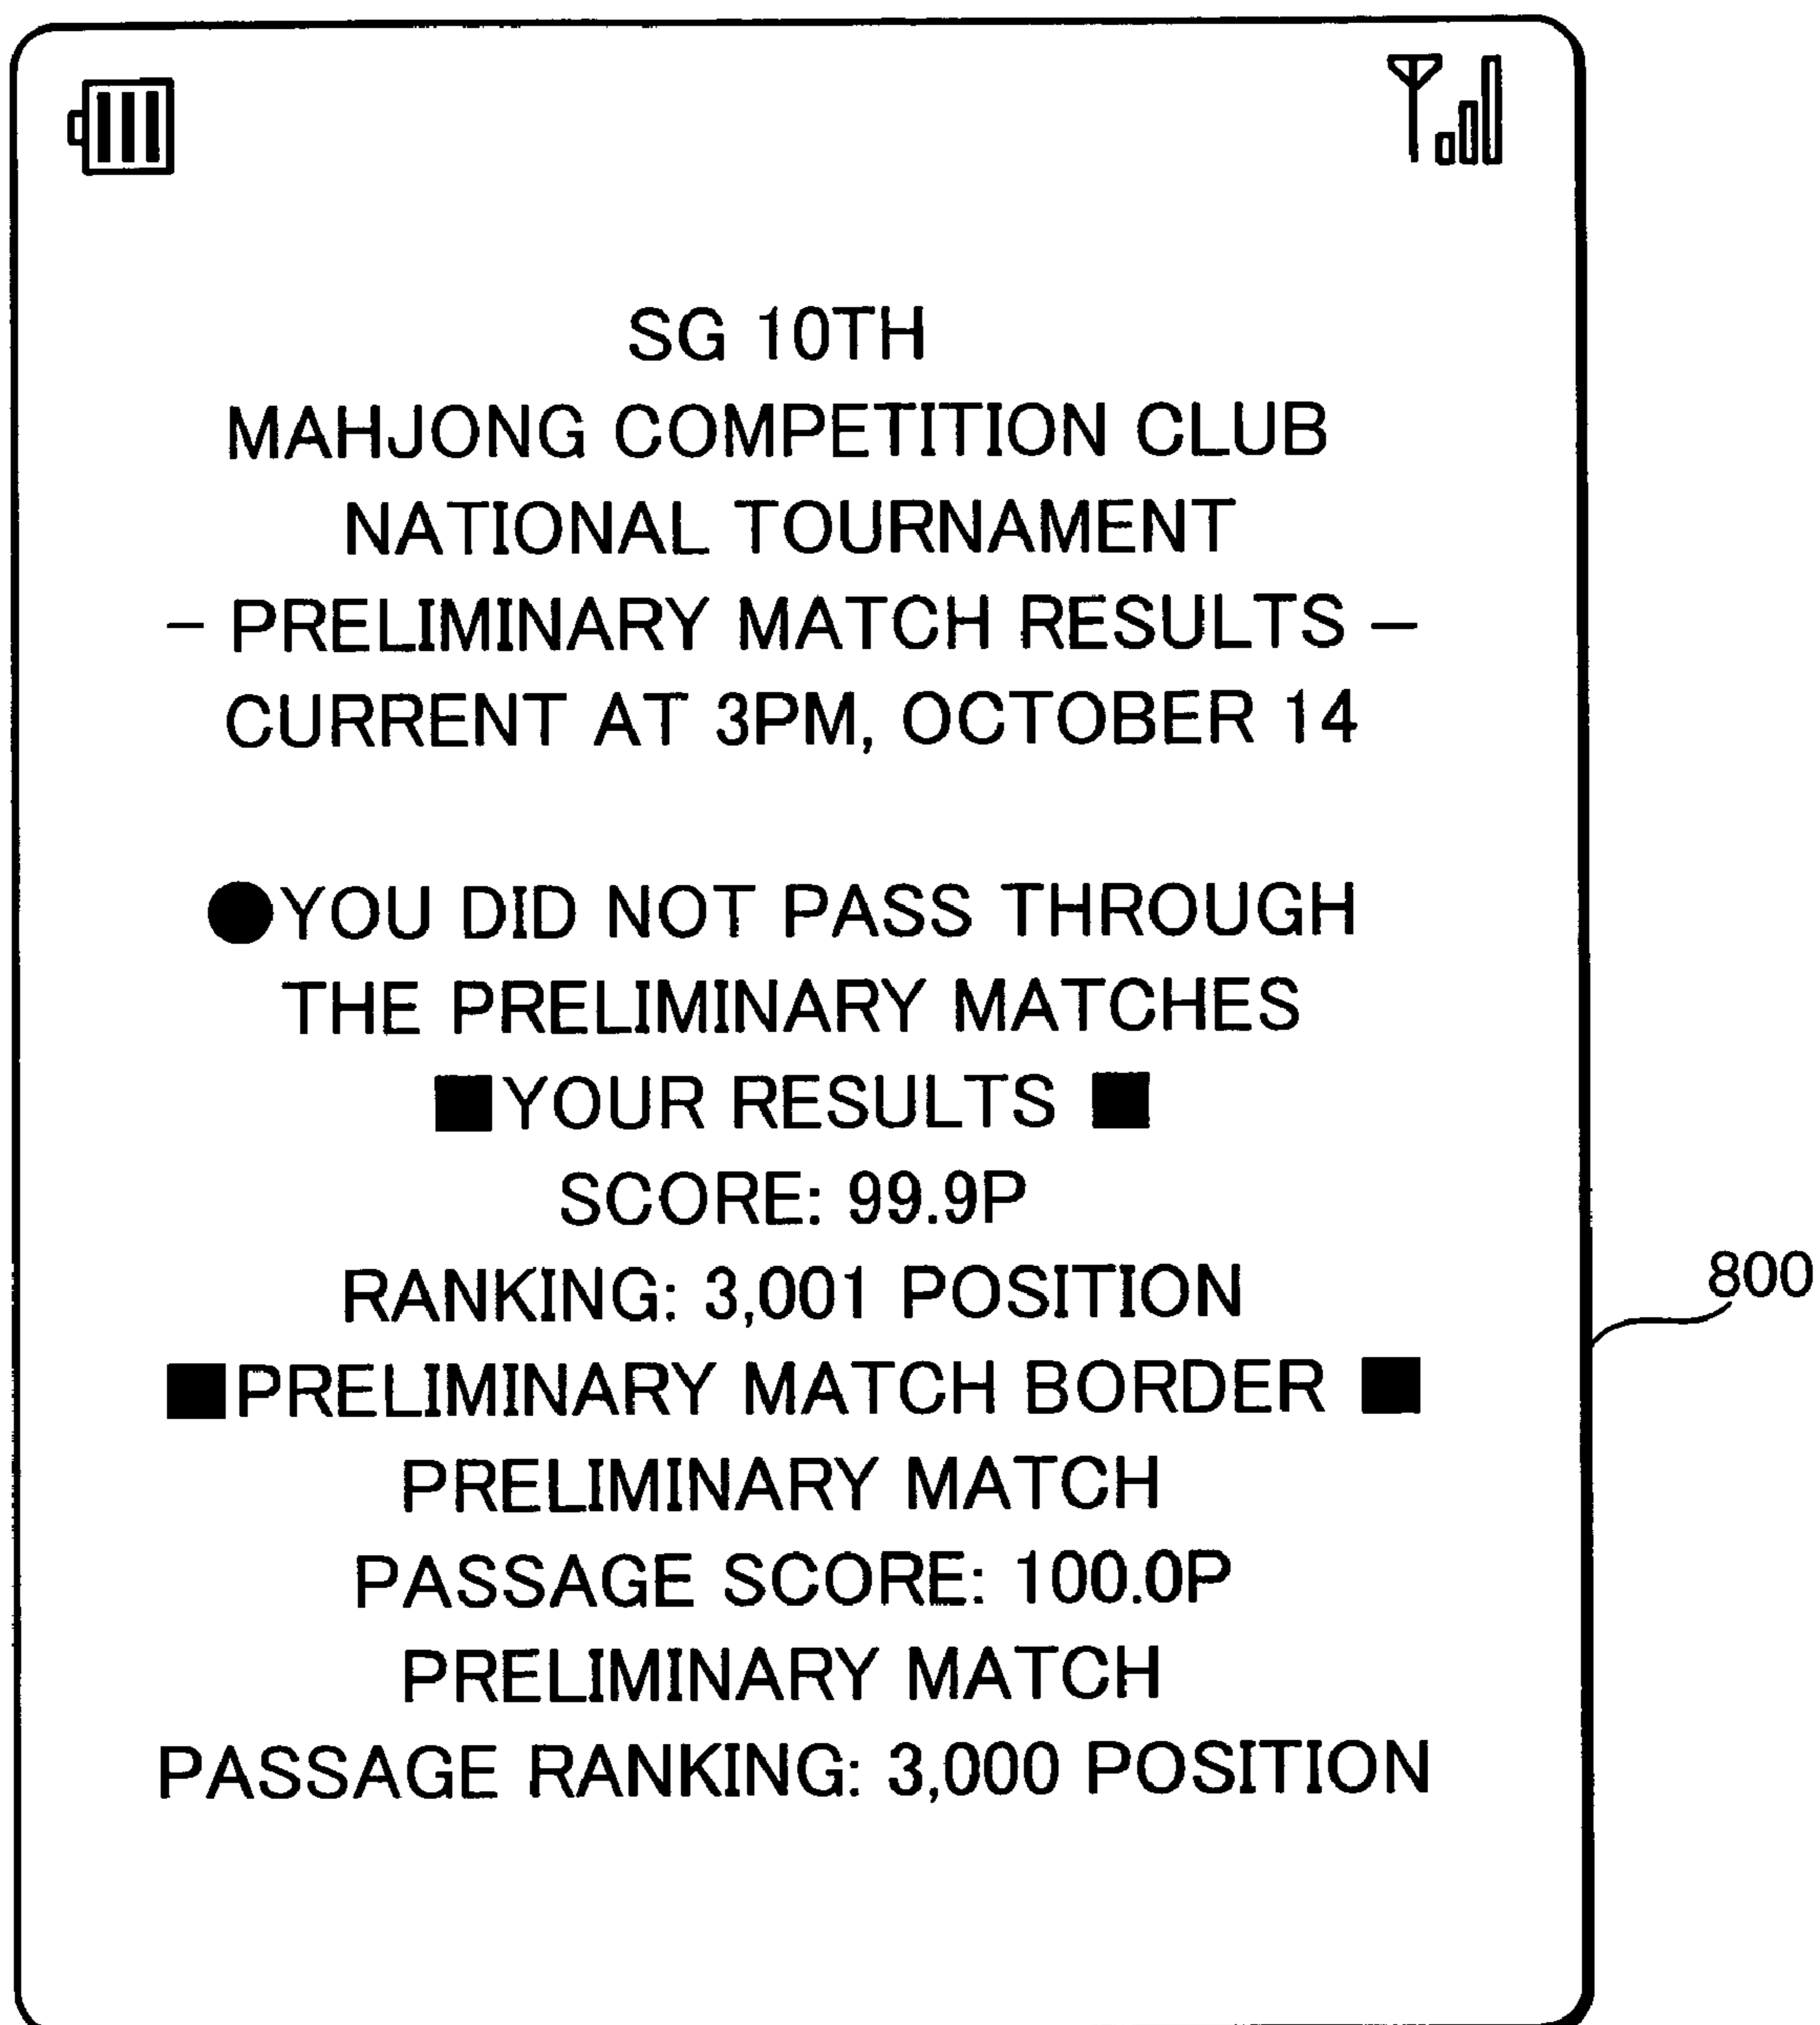 SG 10TH
MAHJONG COMPETITION CLUB
NATIONAL TOURNAMENT
– PRELIMINARY MATCH RESULTS –
CURRENT AT 3PM, OCTOBER 14
●YOU DID NOT PASS THROUGH
THE PRELIMINARY MATCHES
■YOUR RESULTS ■
SCORE: 99.9P
RANKING: 3,001 POSITION
800
■PRELIMINARY MATCH BORDER ■
PRELIMINARY MATCH
PASSAGE SCORE: 100.0P
PRELIMINARY MATCH
PASSAGE RANKING: 3,000 POSITION